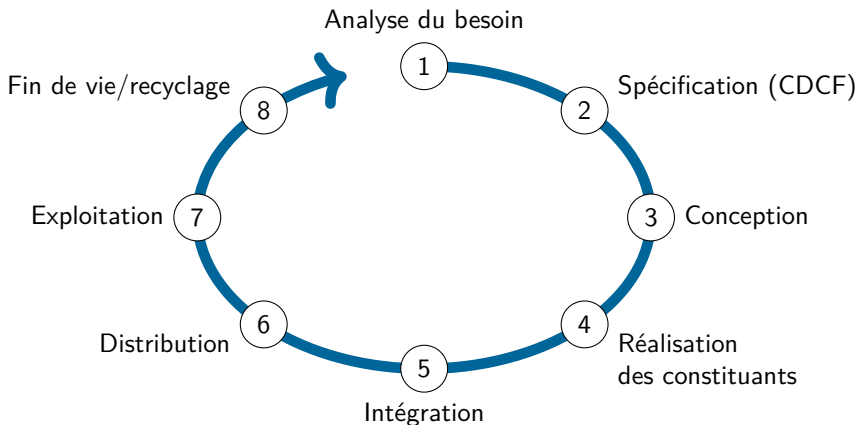 Analyse du besoin
1
2
Spécification (CDCF)
3
Conception
4
Réalisation
des constituants
5
Intégration
6
Distribution
7
Exploitation
8
Fin de vie/recyclage